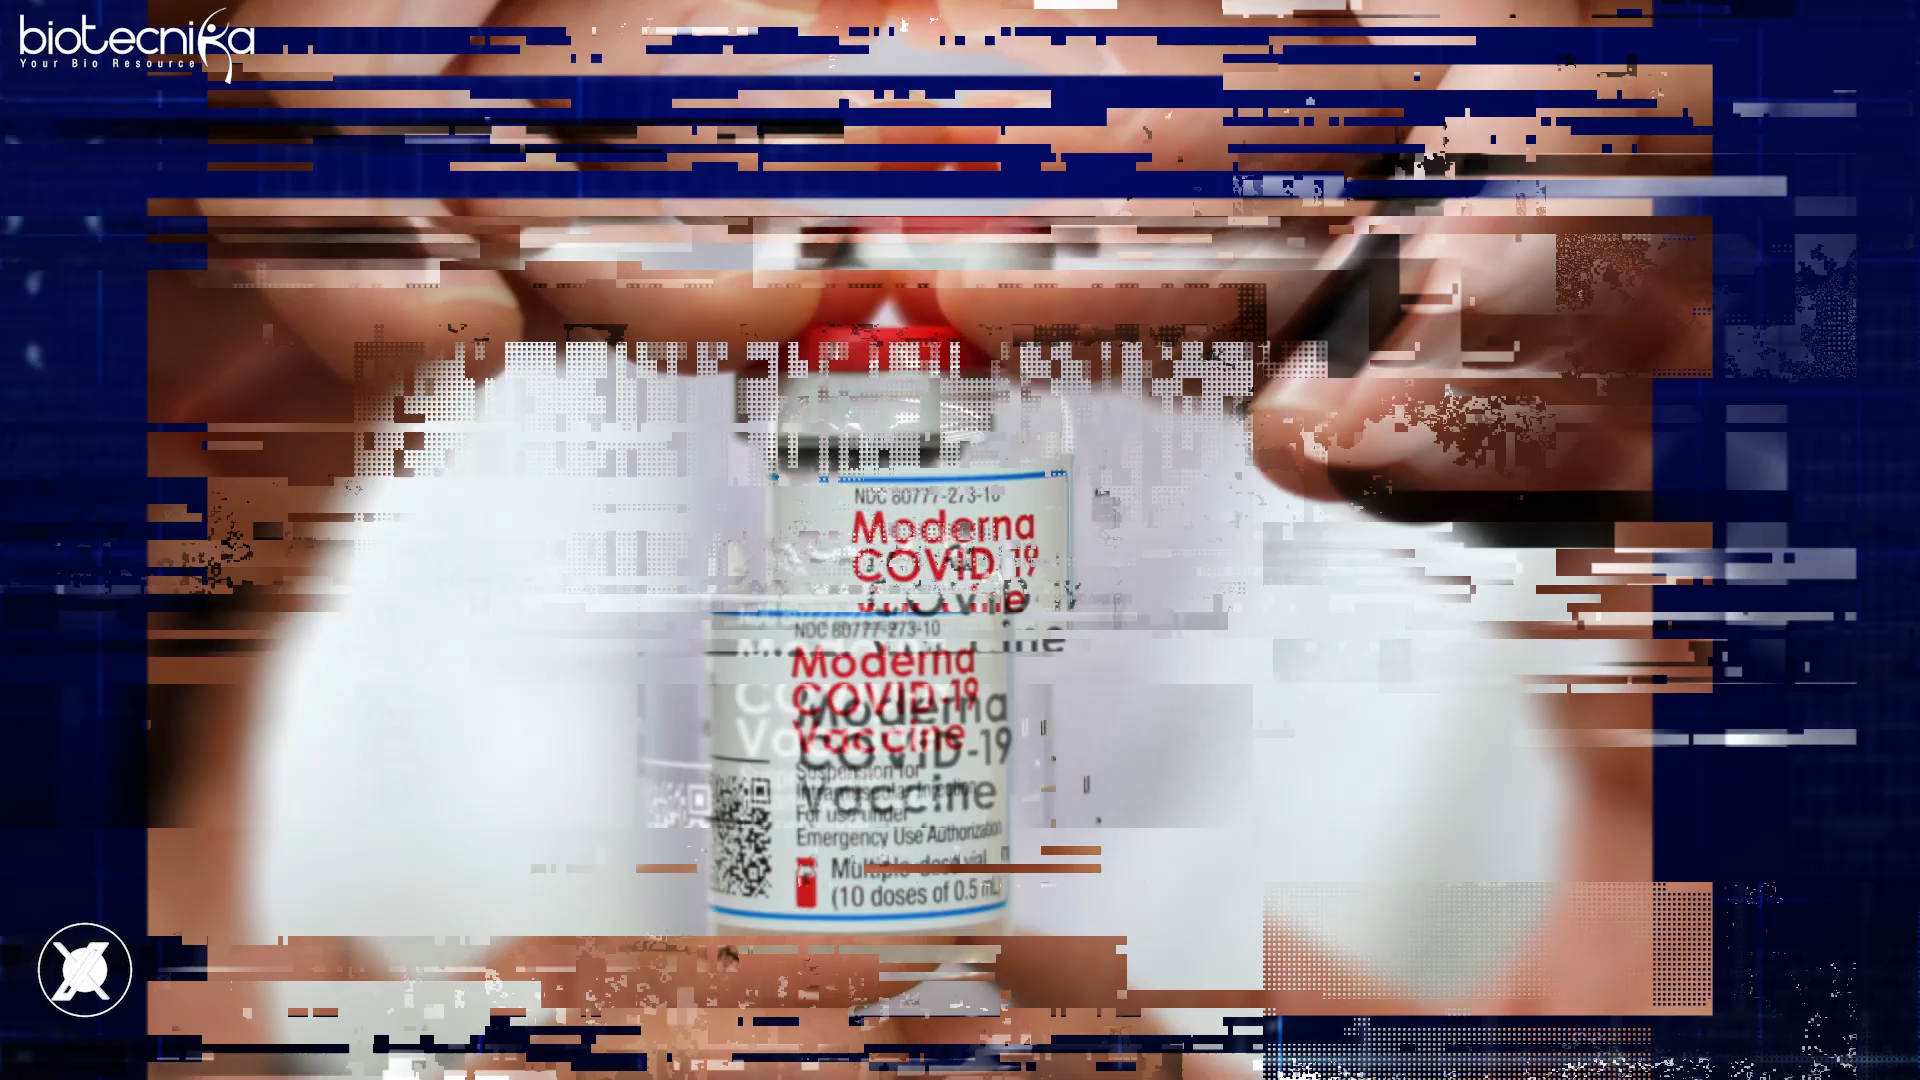 biotecnika
Your Bio Resource
NDC 80777-273-10
Moderna
COVID-19
NDC 80777-273-10
Moderna
COVID-19
Vaccine
Moderna
COVID-19
Vaccine
Suspension for
Intramuscular Injection
For use under
Emergency Use Authorization
Multiple-dose vial
(10 doses of 0.5 mL)